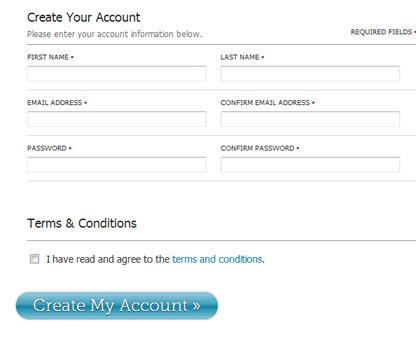 Create Your Account
Please enter your account information below.
REQUIRED FIELDS •
FIRST NAME • LAST NAME •
EMAIL ADDRESS • CONFIRM EMAIL ADDRESS •
PASSWORD • CONFIRM PASSWORD •
Terms & Conditions
I have read and agree to the terms and conditions.
Create My Account »